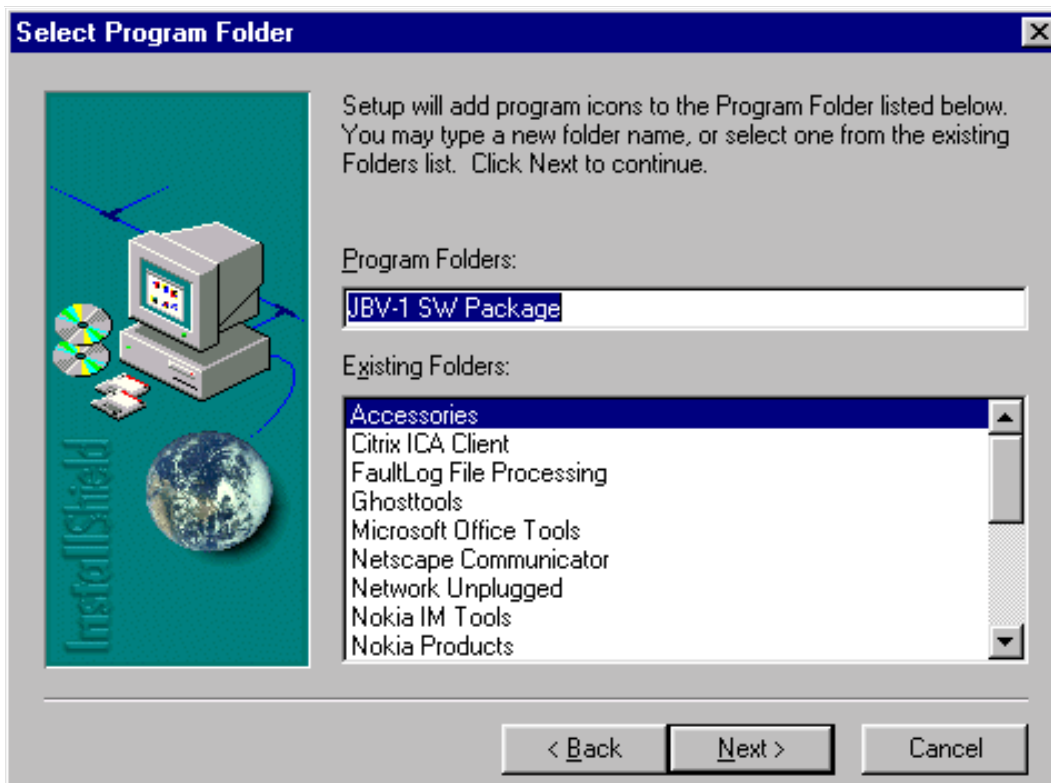 Select Program Folder
Setup will add program icons to the Program Folder listed below.
You may type a new folder name, or select one from the existing
Folders list.  Click Next to continue.
Program Folders:
JBV-1 SW Package
Existing Folders:
Accessories
Citrix ICA Client
FaultLog File Processing
Ghosttools
Microsoft Office Tools
Netscape Communicator
Network Unplugged
Nokia IM Tools
Nokia Products
InstallShield
< Back
Next >
Cancel